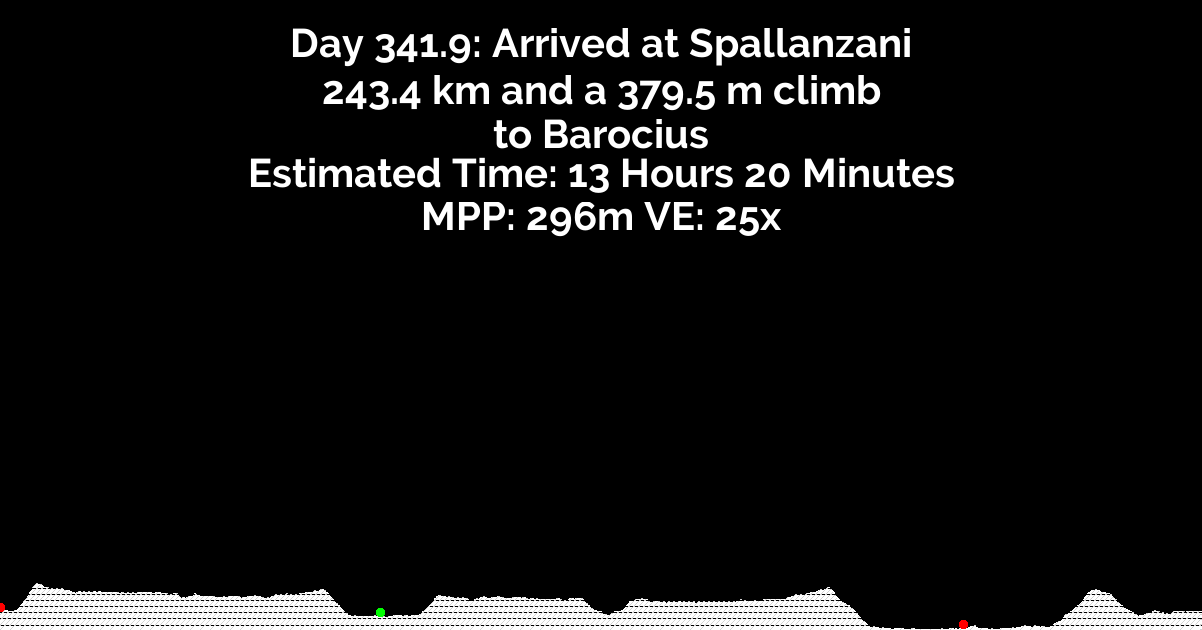 Day 341.9: Arrived at Spallanzani
243.4 km and a 379.5 m climb
to Barocius
Estimated Time: 13 Hours 20 Minutes
MPP: 296m VE: 25x